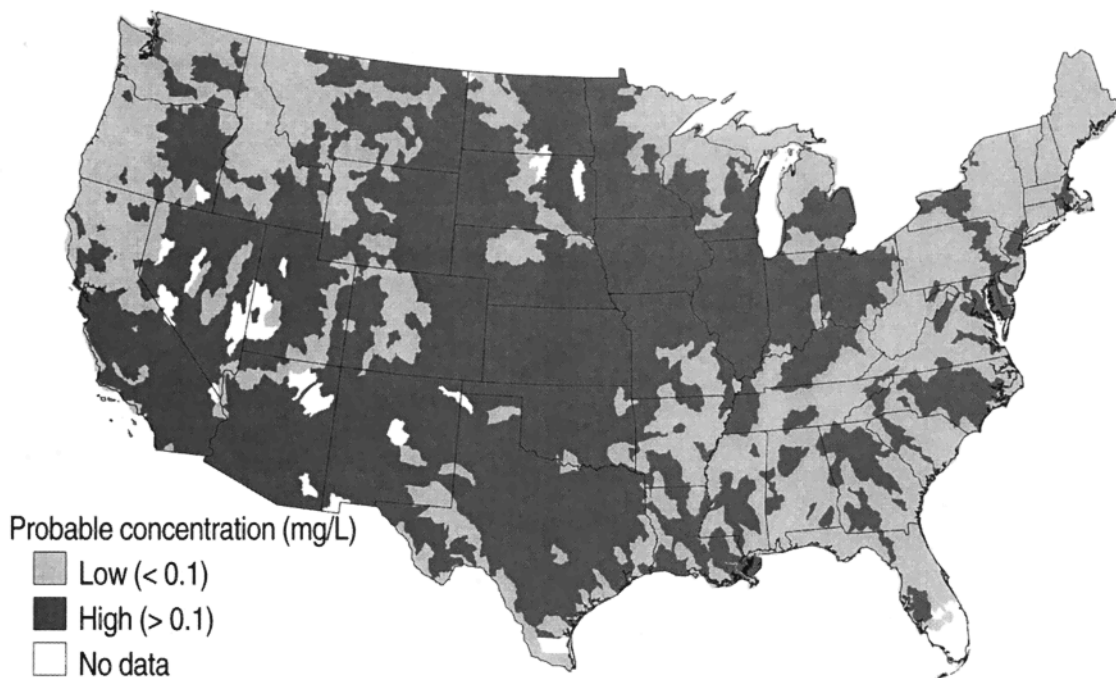 Probable concentration (mg/L)
Low (< 0.1)
High (> 0.1)
No data